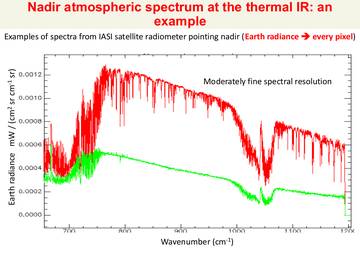 Nadir atmospheric spectrum at the thermal IR: an
example
Examples of spectra from IASI satellite radiometer pointing nadir (Earth radiance ➔ every pixel)
Moderately fine spectral resolution
Earth radiance mW / (cm² sr cm⁻¹ sr)
0.0012
0.0010
0.0008
0.0006
0.0004
0.0002
0.0000
700
800
900
1000
1100
Wavenumber (cm⁻¹)